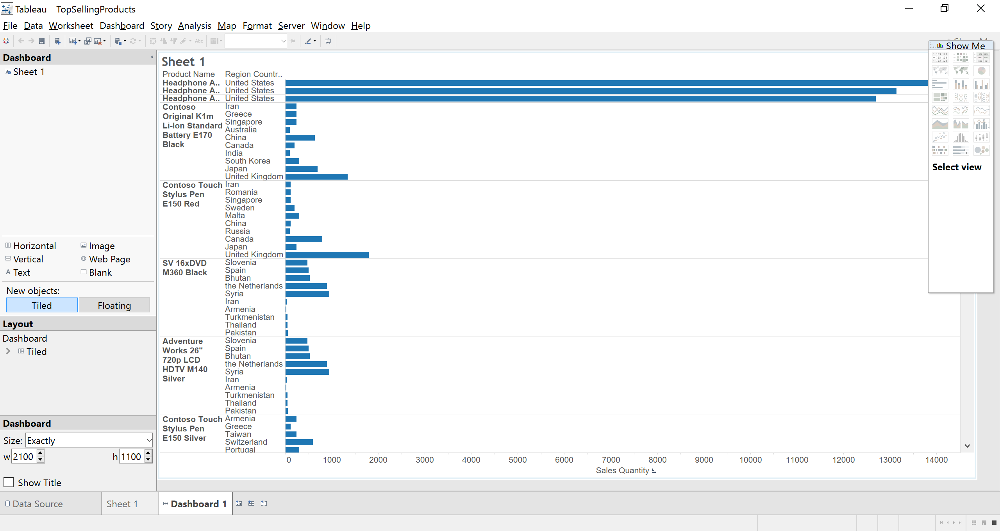 Tableau - TopSellingProducts
File Data Worksheet Dashboard Story Analysis Map Format Server Window Help
Abc
Show Me
Dashboard
Sheet 1
Horizontal Image
Vertical Web Page
A Text Blank
New objects:
Tiled Floating
Layout
Dashboard
Tiled
Dashboard
Size: Exactly
w 2100 h 1100
Show Title
Sheet 1
Product Name Region Countr..
Headphone A.. United States
Headphone A.. United States
Headphone A.. United States
Contoso Original K1m Li-Ion Standard Battery E170 Black
Iran
Greece
Singapore
Australia
China
Canada
India
South Korea
Japan
United Kingdom
Contoso Touch Stylus Pen E150 Red
Iran
Romania
Singapore
Sweden
Malta
China
Russia
Canada
Japan
United Kingdom
SV 16xDVD M360 Black
Slovenia
Spain
Bhutan
the Netherlands
Syria
Iran
Armenia
Turkmenistan
Thailand
Pakistan
Adventure Works 26" 720p LCD HDTV M140 Silver
Slovenia
Spain
Bhutan
the Netherlands
Syria
Iran
Armenia
Turkmenistan
Thailand
Pakistan
Contoso Touch Stylus Pen E150 Silver
Armenia
Greece
Taiwan
Switzerland
Portugal
0 1000 2000 3000 4000 5000 6000 7000 8000 9000 10000 11000 12000 13000 14000
Sales Quantity
Select view
Data Source Sheet 1 Dashboard 1